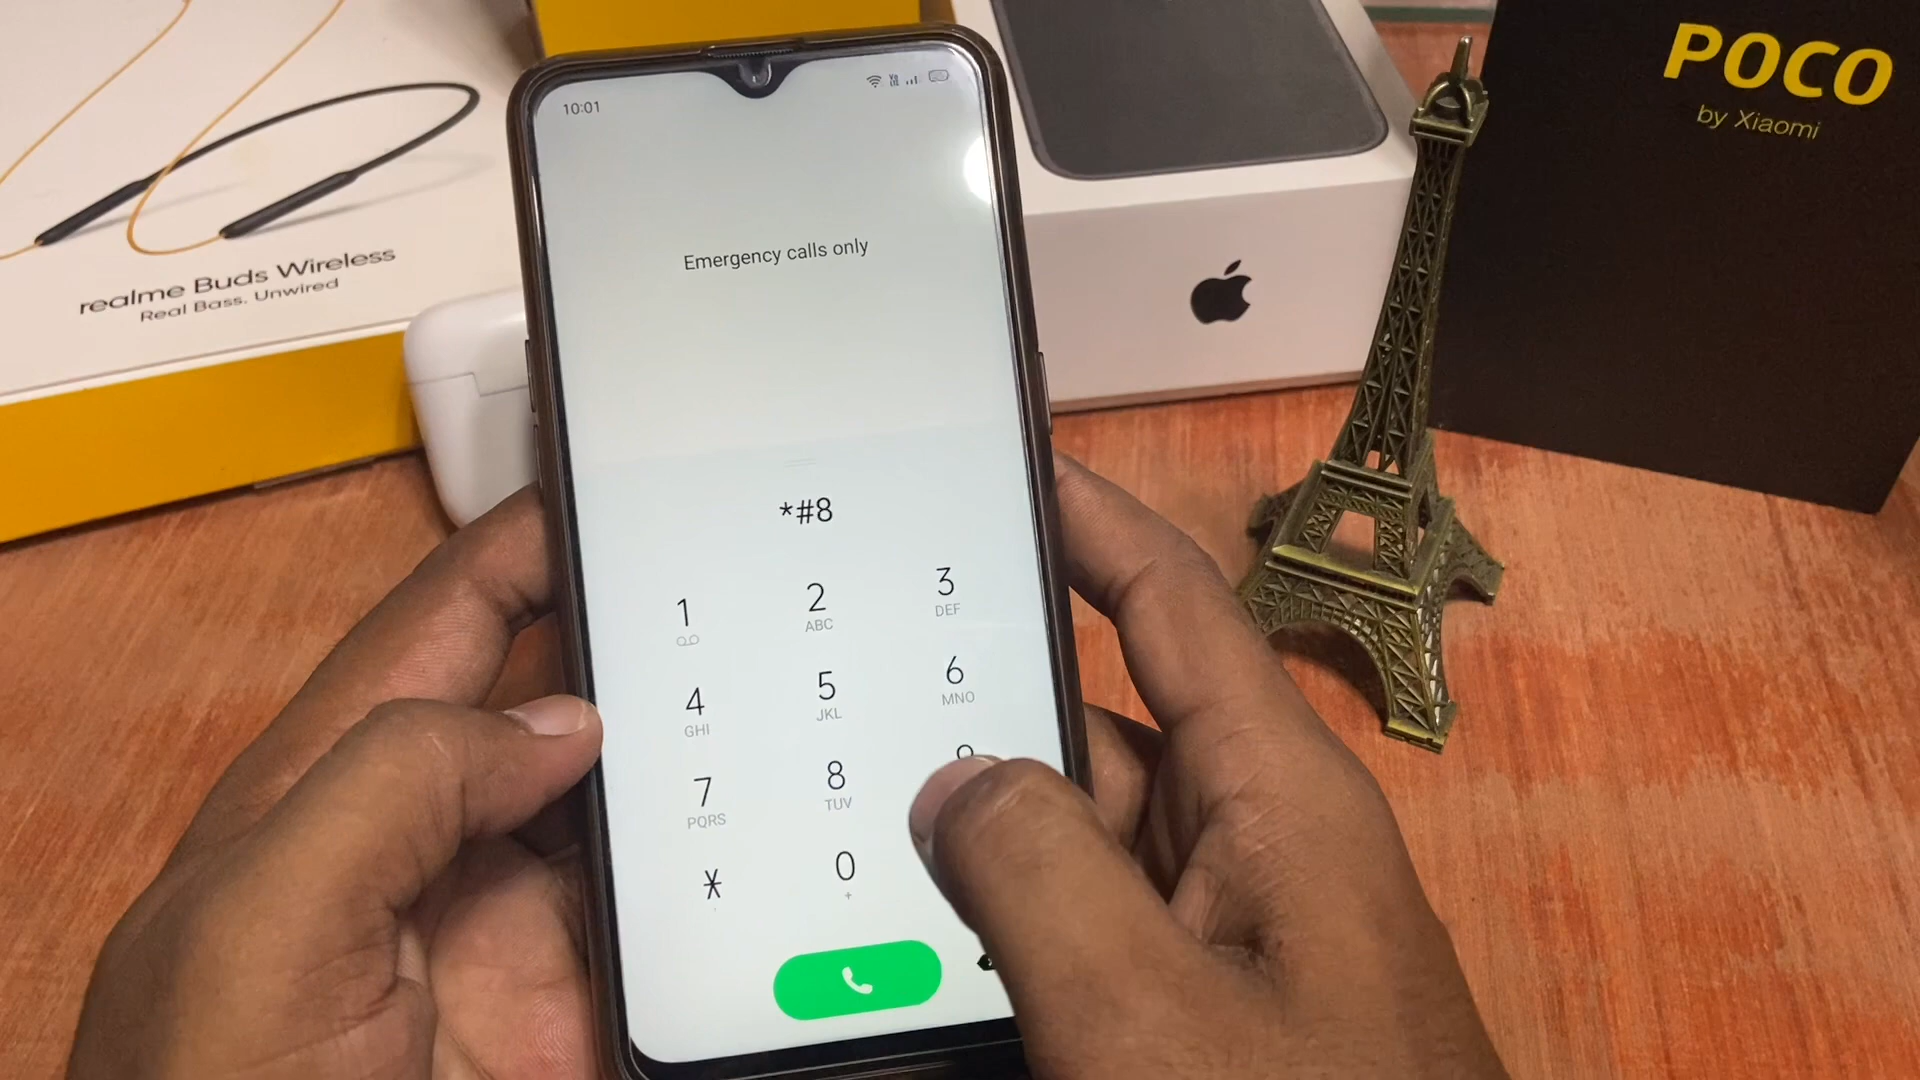 realme Buds Wireless
Real Bass. Unwired
10:01
Emergency calls only
*#8
1
2
ABC
3
DEF
4
GHI
5
JKL
6
MNO
7
PQRS
8
TUV
9
*
0
+
POCO
by Xiaomi